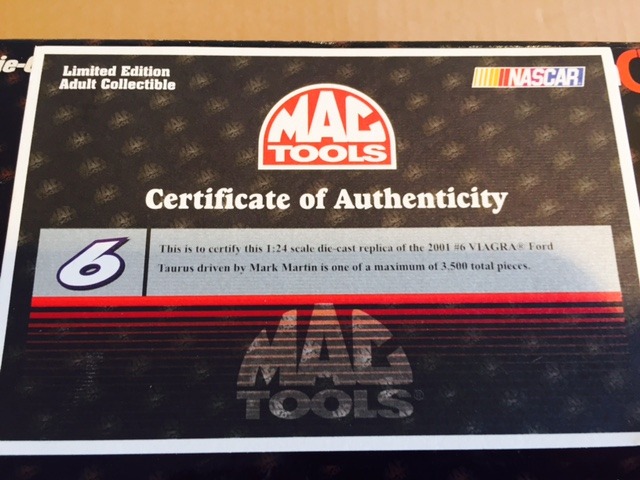 Limited Edition
Adult Collectible
NASCAR
MAC
TOOLS
Certificate of Authenticity
6
This is to certify this 1:24 scale die-cast replica of the 2001 #6 VIAGRA® Ford
Taurus driven by Mark Martin is one of a maximum of 3,500 total pieces.
MAC
TOOLS®